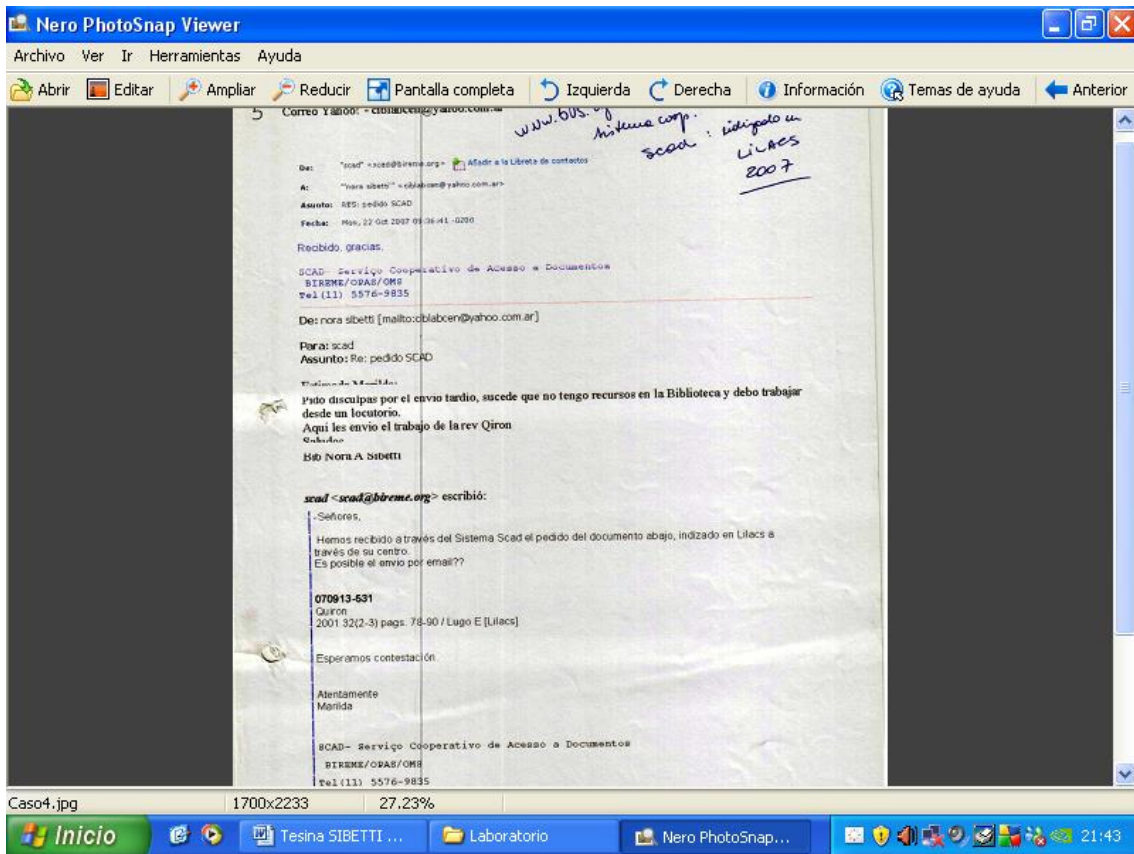 Nero PhotoSnap Viewer
Archivo Ver Ir Herramientas Ayuda
Abrir Editar Ampliar Reducir Pantalla completa Izquierda Derecha Información Temas de ayuda Anterior
5 Correo Yahoo! - ciblabcen@yahoo.com.ar
sistema coop.
scad : indizado en
LILACS
2007
De: "scad" <scad@bireme.org> Añadir a la Libreta de contactos
A: "nora sibetti" <ciblabcen@yahoo.com.ar>
Asunto: RES: pedido SCAD
Fecha: Mon, 22 Oct 2007 -0200
Recibido, gracias.
SCAD- Serviço Cooperativo de Acesso a Documentos
BIREME/OPAS/OMS
Tel(11) 5576-9835
De: nora sibetti [mailto:ciblabcen@yahoo.com.ar]
Para: scad
Assunto: Re: pedido SCAD
Estimada Marilda:
Pido disculpas por el envio tardio, sucede que no tengo recursos en la Biblioteca y debo trabajar
desde un locutorio.
Aqui les envio el trabajo de la rev Qiron
Saludos
Bib Nora A Sibetti
scad <scad@bireme.org> escribió:
-Señores,
Hemos recibido a través del Sistema Scad el pedido del documento abajo, indizado en Lilacs a
través de su centro.
Es posible el envio por email??
070913-531
Quiron
2001 32(2-3) pags. 78-90 / Lugo E [Lilacs]
Esperamos contestación.
Atentamente
Marilda
SCAD- Serviço Cooperativo de Acesso a Documentos
BIREME/OPAS/OMS
Tel(11) 5576-9835
Caso4.jpg 1700x2233 27.23%
Inicio Tesina SIBETTI ... Laboratorio Nero PhotoSnap... 21:43